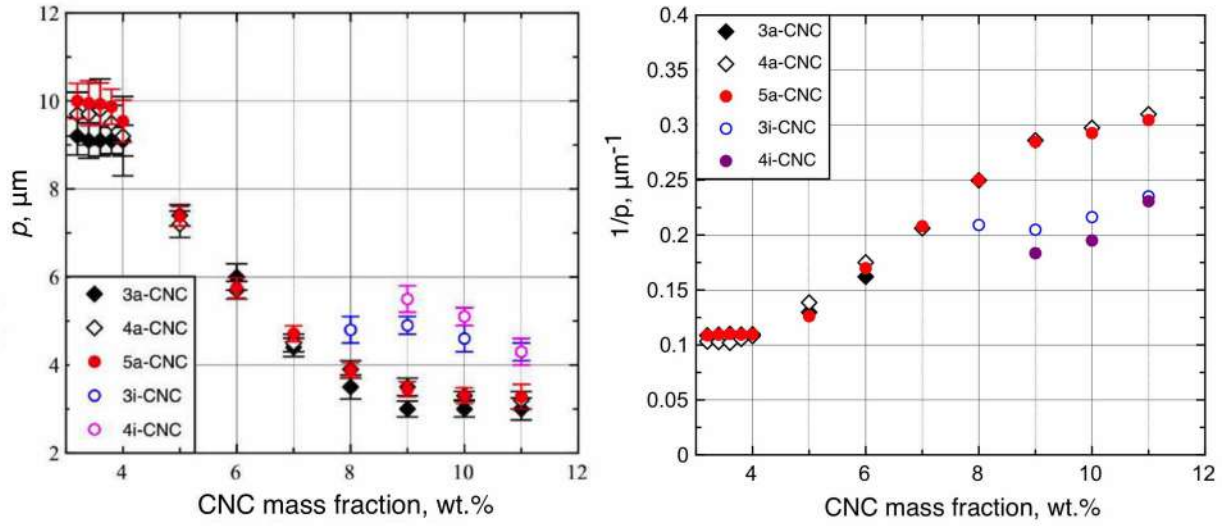 12
10
8
6
4
2
p, μm
3a-CNC
4a-CNC
5a-CNC
3i-CNC
4i-CNC
4 6 8 10 12
CNC mass fraction, wt.%
0.4
0.35
0.3
0.25
0.2
0.15
0.1
0.05
0
1/p, μm-1
3a-CNC
4a-CNC
5a-CNC
3i-CNC
4i-CNC
4 6 8 10 12
CNC mass fraction, wt.%